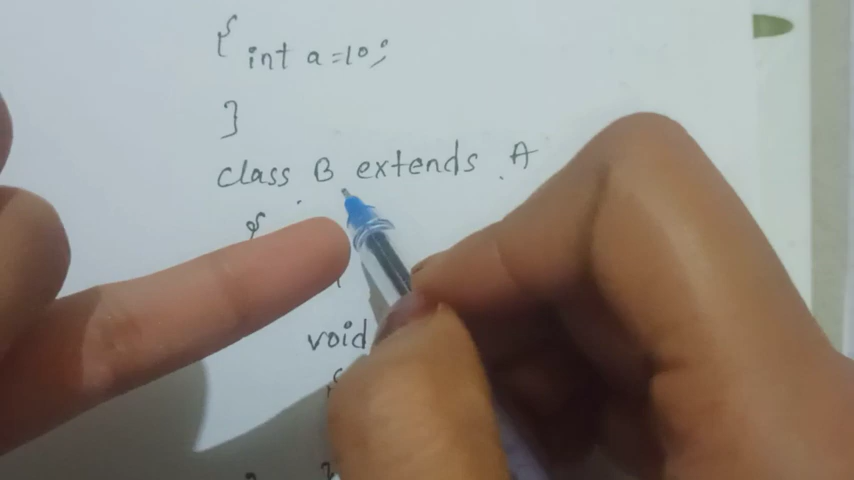 {
int a=10;
}
class B extends A
{
void
{